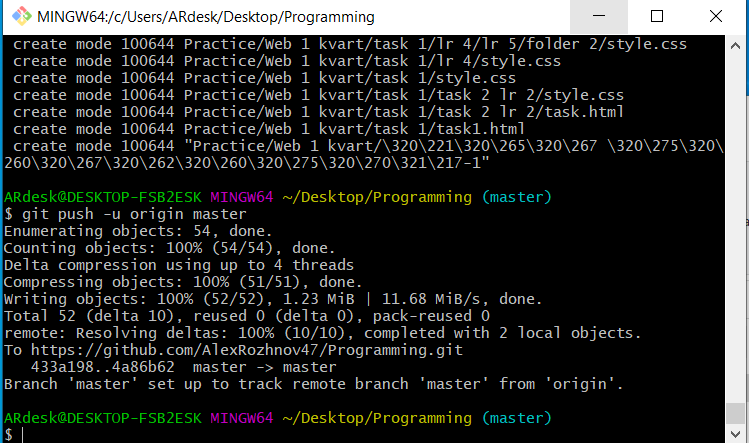 MINGW64:/c/Users/ARdesk/Desktop/Programming
create mode 100644 Practice/Web 1 kvart/task 1/lr 4/lr 5/folder 2/style.css
create mode 100644 Practice/Web 1 kvart/task 1/lr 4/style.css
create mode 100644 Practice/Web 1 kvart/task 1/style.css
create mode 100644 Practice/Web 1 kvart/task 1/task 2 lr 2/style.css
create mode 100644 Practice/Web 1 kvart/task 1/task 2 lr 2/task.html
create mode 100644 Practice/Web 1 kvart/task 1/task1.html
create mode 100644 "Practice/Web 1 kvart/\320\221\320\265\320\267 \320\275\320\
260\320\267\320\262\320\260\320\275\320\270\321\217-1"
ARdesk@DESKTOP-FSB2ESK MINGW64 ~/Desktop/Programming (master)
$ git push -u origin master
Enumerating objects: 54, done.
Counting objects: 100% (54/54), done.
Delta compression using up to 4 threads
Compressing objects: 100% (51/51), done.
Writing objects: 100% (52/52), 1.23 MiB | 11.68 MiB/s, done.
Total 52 (delta 10), reused 0 (delta 0), pack-reused 0
remote: Resolving deltas: 100% (10/10), completed with 2 local objects.
To https://github.com/AlexRozhnov47/Programming.git
433a198..4a86b62 master -> master
Branch 'master' set up to track remote branch 'master' from 'origin'.
ARdesk@DESKTOP-FSB2ESK MINGW64 ~/Desktop/Programming (master)
$